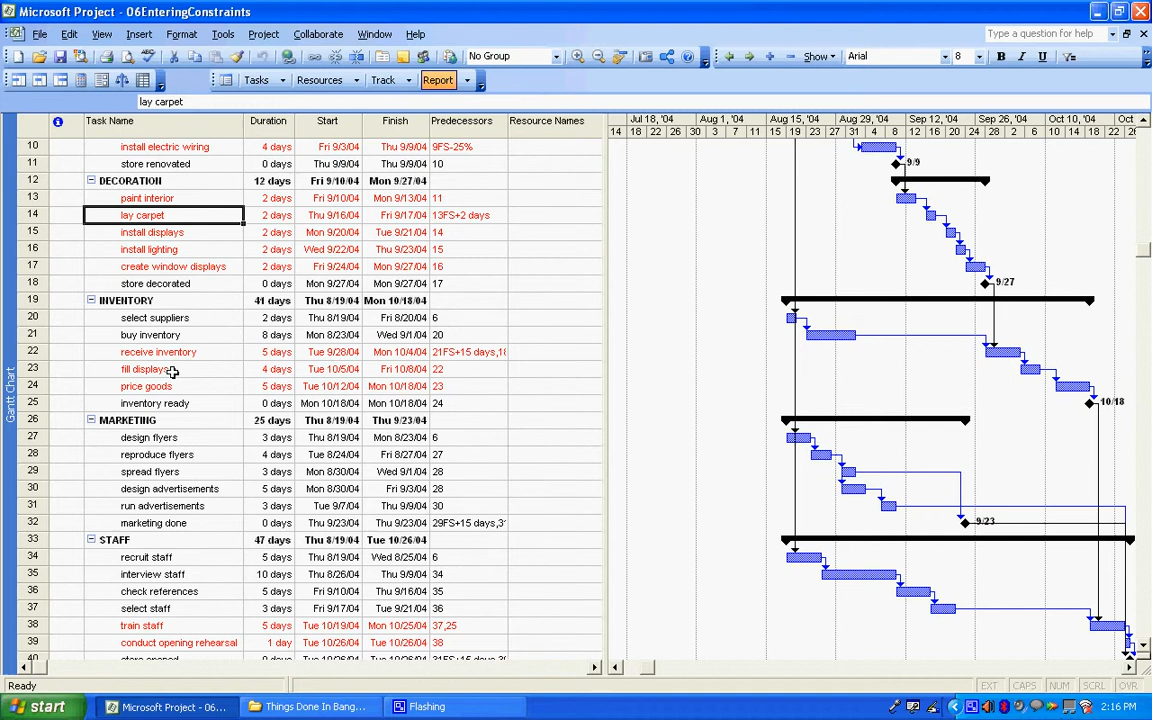 Microsoft Project - 06EnteringConstraints
File Edit View Insert Format Tools Project Collaborate Window Help
Type a question for help
No Group
Show
Arial
8
B I U
Tasks Resources Track Report
lay carpet
Task Name Duration Start Finish Predecessors Resource Names
Jul 18, '04 Aug 1, '04 Aug 15, '04 Aug 29, '04 Sep 12, '04 Sep 26, '04 Oct 10, '04 Oct
14 18 22 26 30 3 7 11 15 19 23 27 31 4 8 12 16 20 24 28 2 6 10 14 18 22 26
10 install electric wiring 4 days Fri 9/3/04 Thu 9/9/04 9FS-25%
11 store renovated 0 days Thu 9/9/04 Thu 9/9/04 10
9/9
12 DECORATION 12 days Fri 9/10/04 Mon 9/27/04
13 paint interior 2 days Fri 9/10/04 Mon 9/13/04 11
14 lay carpet 2 days Thu 9/16/04 Fri 9/17/04 13FS+2 days
15 install displays 2 days Mon 9/20/04 Tue 9/21/04 14
16 install lighting 2 days Wed 9/22/04 Thu 9/23/04 15
17 create window displays 2 days Fri 9/24/04 Mon 9/27/04 16
18 store decorated 0 days Mon 9/27/04 Mon 9/27/04 17
9/27
19 INVENTORY 41 days Thu 8/19/04 Mon 10/18/04
20 select suppliers 2 days Thu 8/19/04 Fri 8/20/04 6
21 buy inventory 8 days Mon 8/23/04 Wed 9/1/04 20
22 receive inventory 5 days Tue 9/28/04 Mon 10/4/04 21FS+15 days,18
23 fill displays 4 days Tue 10/5/04 Fri 10/8/04 22
24 price goods 5 days Tue 10/12/04 Mon 10/18/04 23
25 inventory ready 0 days Mon 10/18/04 Mon 10/18/04 24
10/18
26 MARKETING 25 days Thu 8/19/04 Thu 9/23/04
27 design flyers 3 days Thu 8/19/04 Mon 8/23/04 6
28 reproduce flyers 4 days Tue 8/24/04 Fri 8/27/04 27
29 spread flyers 3 days Mon 8/30/04 Wed 9/1/04 28
30 design advertisements 5 days Mon 8/30/04 Fri 9/3/04 28
31 run advertisements 3 days Tue 9/7/04 Thu 9/9/04 30
32 marketing done 0 days Thu 9/23/04 Thu 9/23/04 29FS+15 days,3
9/23
33 STAFF 47 days Thu 8/19/04 Tue 10/26/04
34 recruit staff 5 days Thu 8/19/04 Wed 8/25/04 6
35 interview staff 10 days Thu 8/26/04 Thu 9/9/04 34
36 check references 5 days Fri 9/10/04 Thu 9/16/04 35
37 select staff 3 days Fri 9/17/04 Tue 9/21/04 36
38 train staff 5 days Tue 10/19/04 Mon 10/25/04 37,25
39 conduct opening rehearsal 1 day Tue 10/26/04 Tue 10/26/04 38
40 store opened 0 days Tue 10/26/04 Tue 10/26/04
Gantt Chart
Ready
EXT CAPS NUM SCRL OVR
start
Microsoft Project - 06...
Things Done In Bang...
Flashing
2:16 PM